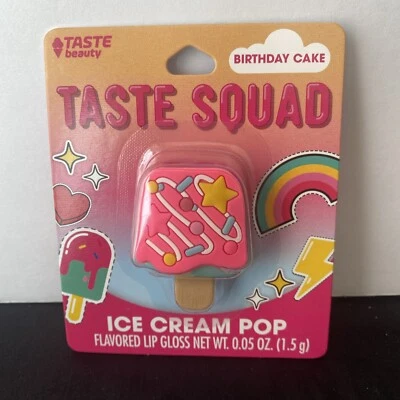 TASTE
beauty
BIRTHDAY CAKE
TASTE SQUAD
ICE CREAM POP
FLAVORED LIP GLOSS NET WT. 0.05 OZ. (1.5 g)